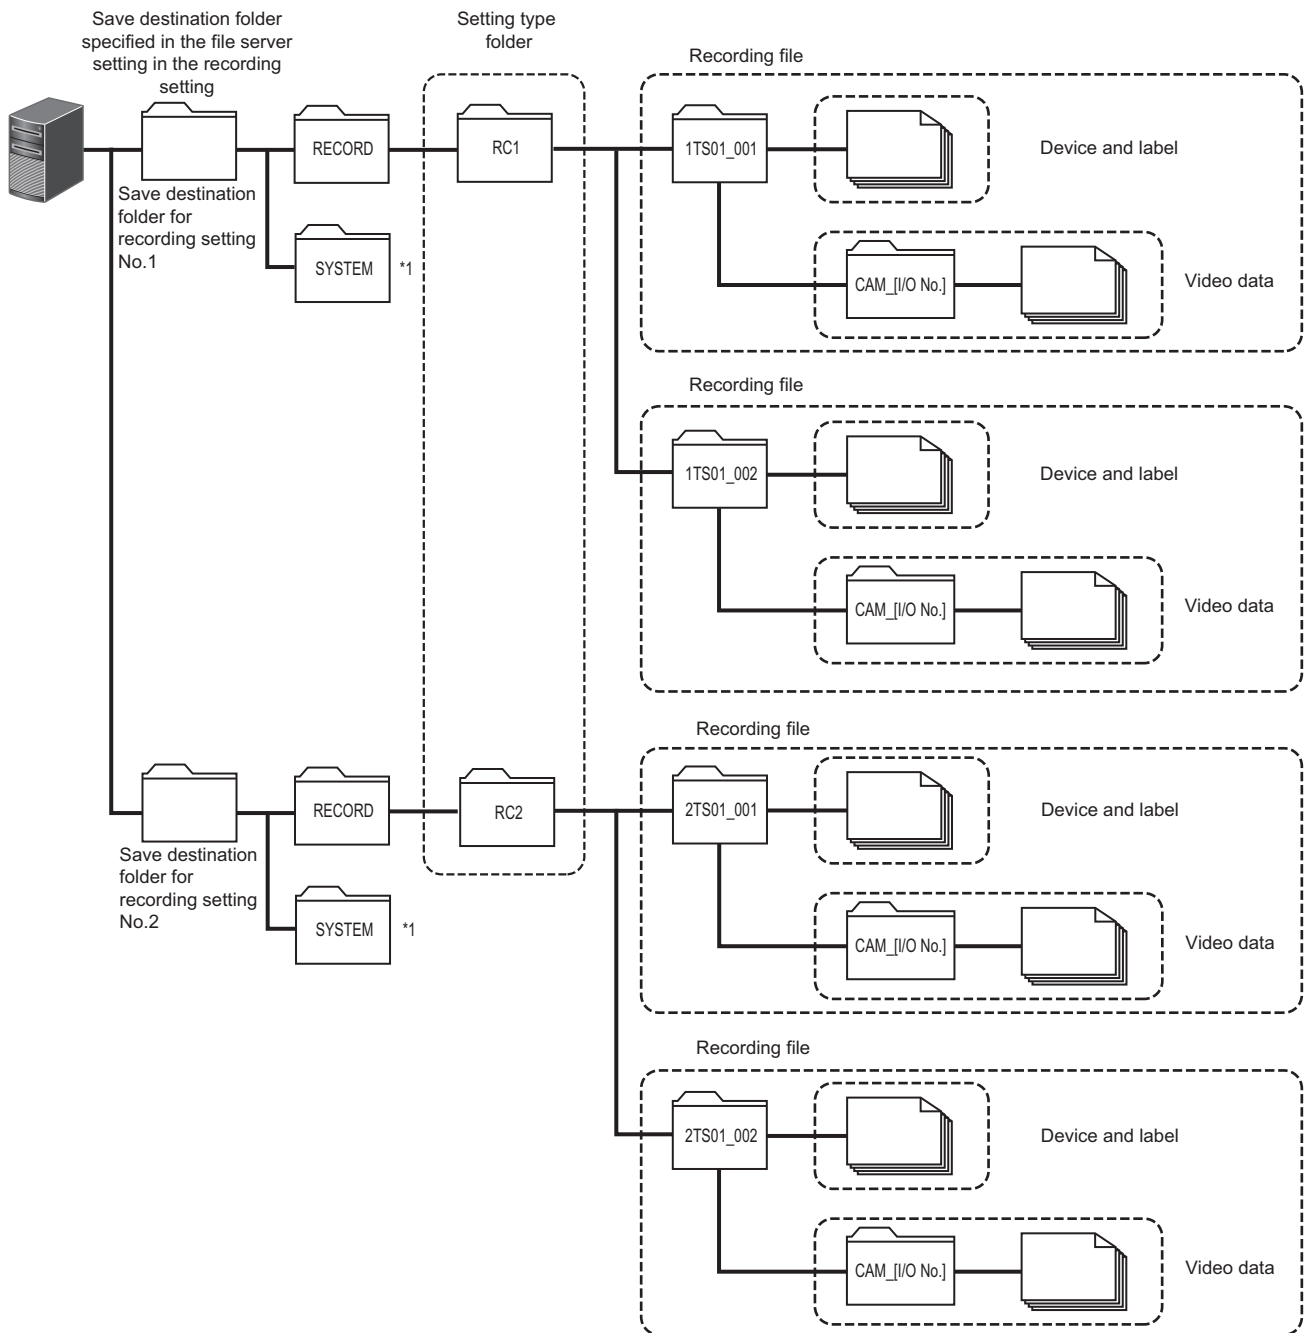 Save destination folder
specified in the file server
setting in the recording
setting
Setting type
folder
Recording file
RECORD
RC1
1TS01_001
Device and label
Save destination
folder for
recording setting
No.1
SYSTEM
*1
CAM_[I/O No.]
Video data
Recording file
1TS01_002
Device and label
CAM_[I/O No.]
Video data
Recording file
RECORD
RC2
2TS01_001
Device and label
Save destination
folder for
recording setting
No.2
SYSTEM
*1
CAM_[I/O No.]
Video data
Recording file
2TS01_002
Device and label
CAM_[I/O No.]
Video data